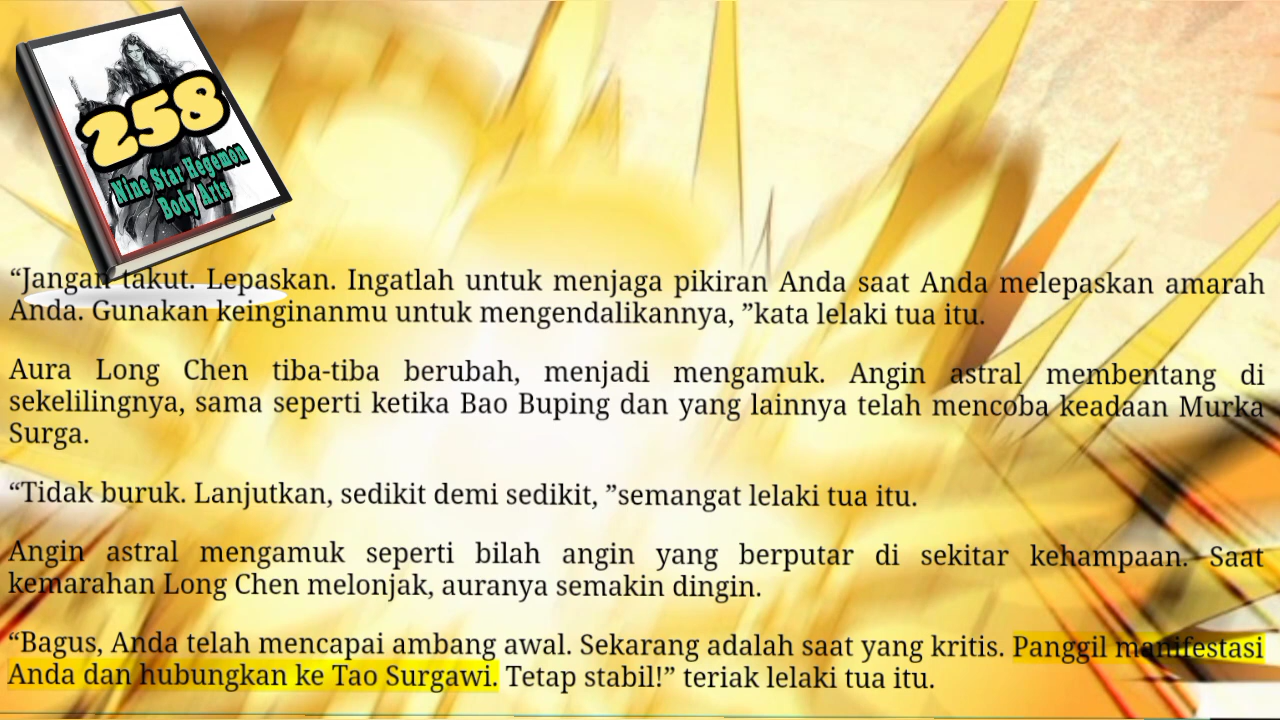 258
Nine Star Hegemon
Body Arts
“Jangan takut. Lepaskan. Ingatlah untuk menjaga pikiran Anda saat Anda melepaskan amarah
Anda. Gunakan keinginanmu untuk mengendalikannya, ”kata lelaki tua itu.
Aura Long Chen tiba-tiba berubah, menjadi mengamuk. Angin astral membentang di
sekelilingnya, sama seperti ketika Bao Buping dan yang lainnya telah mencoba keadaan Murka
Surga.
“Tidak buruk. Lanjutkan, sedikit demi sedikit, ”semangat lelaki tua itu.
Angin astral mengamuk seperti bilah angin yang berputar di sekitar kehampaan. Saat
kemarahan Long Chen melonjak, auranya semakin dingin.
“Bagus, Anda telah mencapai ambang awal. Sekarang adalah saat yang kritis. Panggil manifestasi
Anda dan hubungkan ke Tao Surgawi. Tetap stabil!” teriak lelaki tua itu.